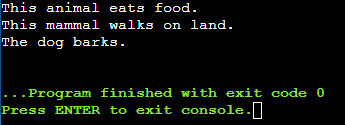 This animal eats food.
This mammal walks on land.
The dog barks.
...Program finished with exit code 0
Press ENTER to exit console.